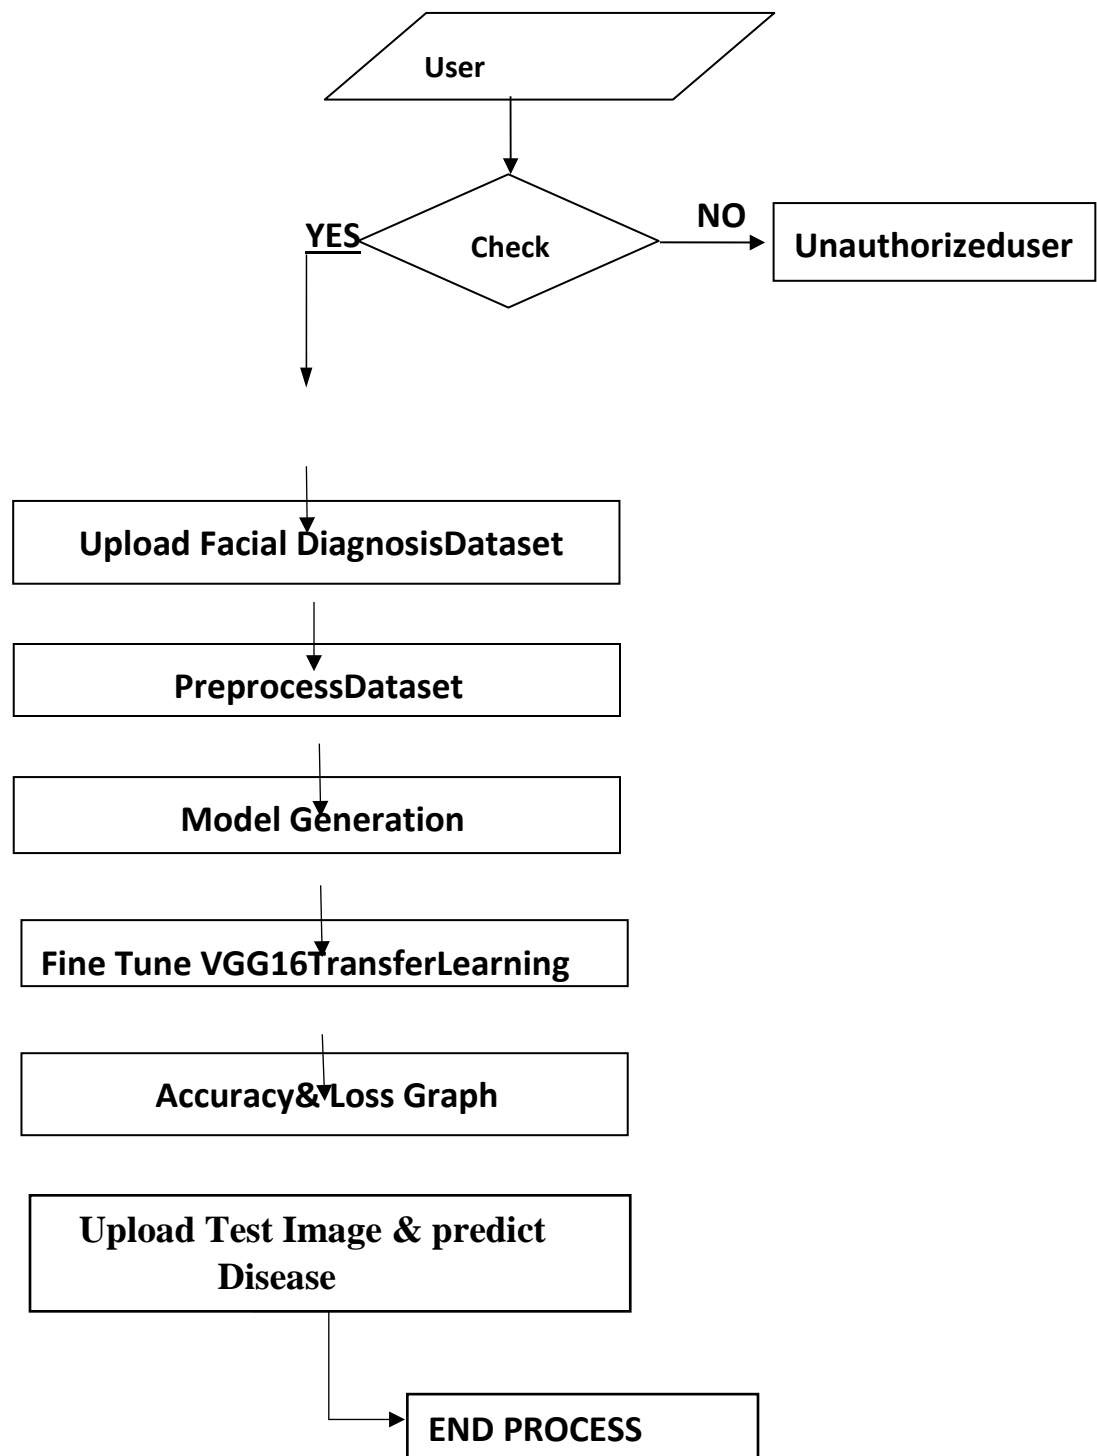 User
YES
Check
NO
Unauthorizeduser
Upload Facial DiagnosisDataset
PreprocessDataset
Model Generation
Fine Tune VGG16TransferLearning
Accuracy& Loss Graph
Upload Test Image & predict
Disease
END PROCESS